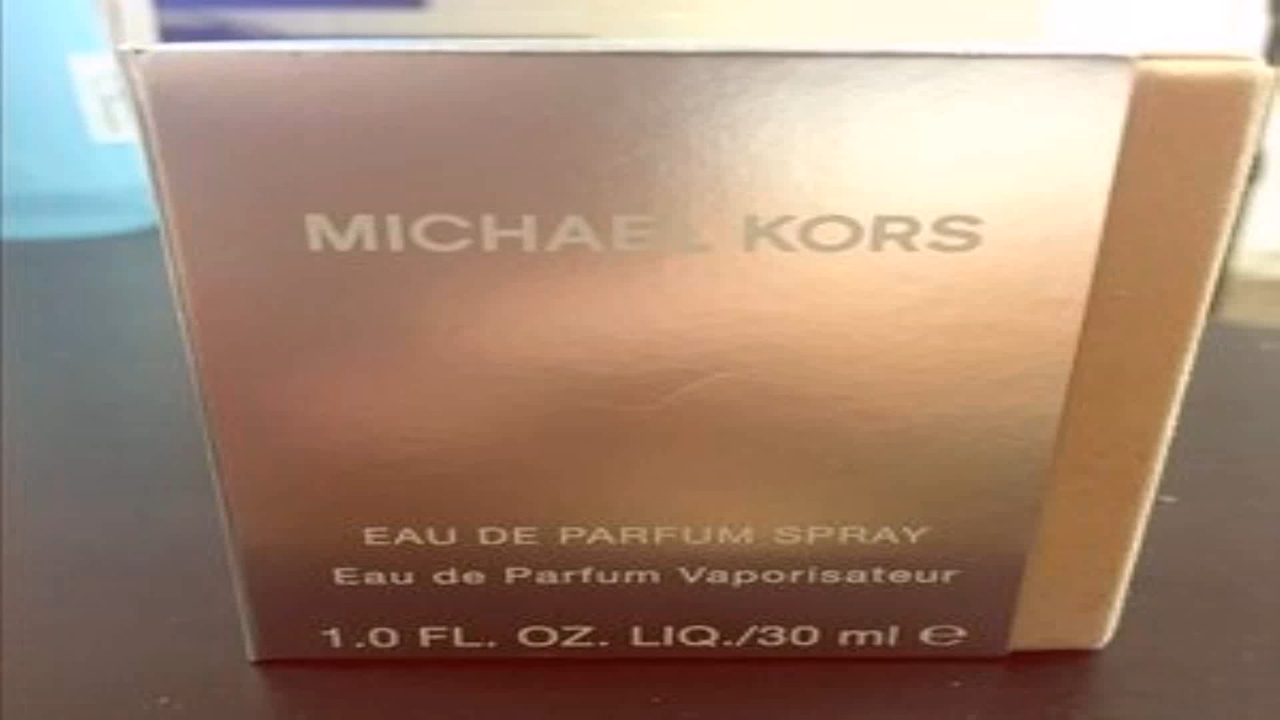 MICHAEL KORS
EAU DE PARFUM SPRAY
Eau de Parfum Vaporisateur
1.0 FL. OZ. LIQ./30 ml ℮